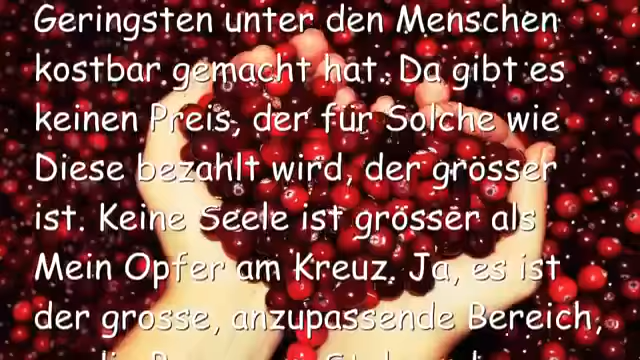 Geringsten unter den Menschen
kostbar gemacht hat. Da gibt es
keinen Preis, der für Solche wie
Diese bezahlt wird, der grösser
ist. Keine Seele ist grösser als
Mein Opfer am Kreuz. Ja, es ist
der grosse, anzupassende Bereich,